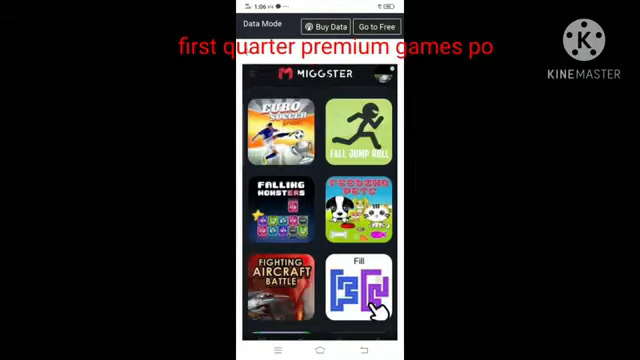 1:06
Data Mode
Buy Data
Go to Free
first quarter premium games po
KINEMASTER
MIGGSTER
EURO
SOCCER
FALL JUMP ROLL
FALLING
MONSTERS
FEEDING
PETS
FIGHTING
AIRCRAFT
BATTLE
Fill